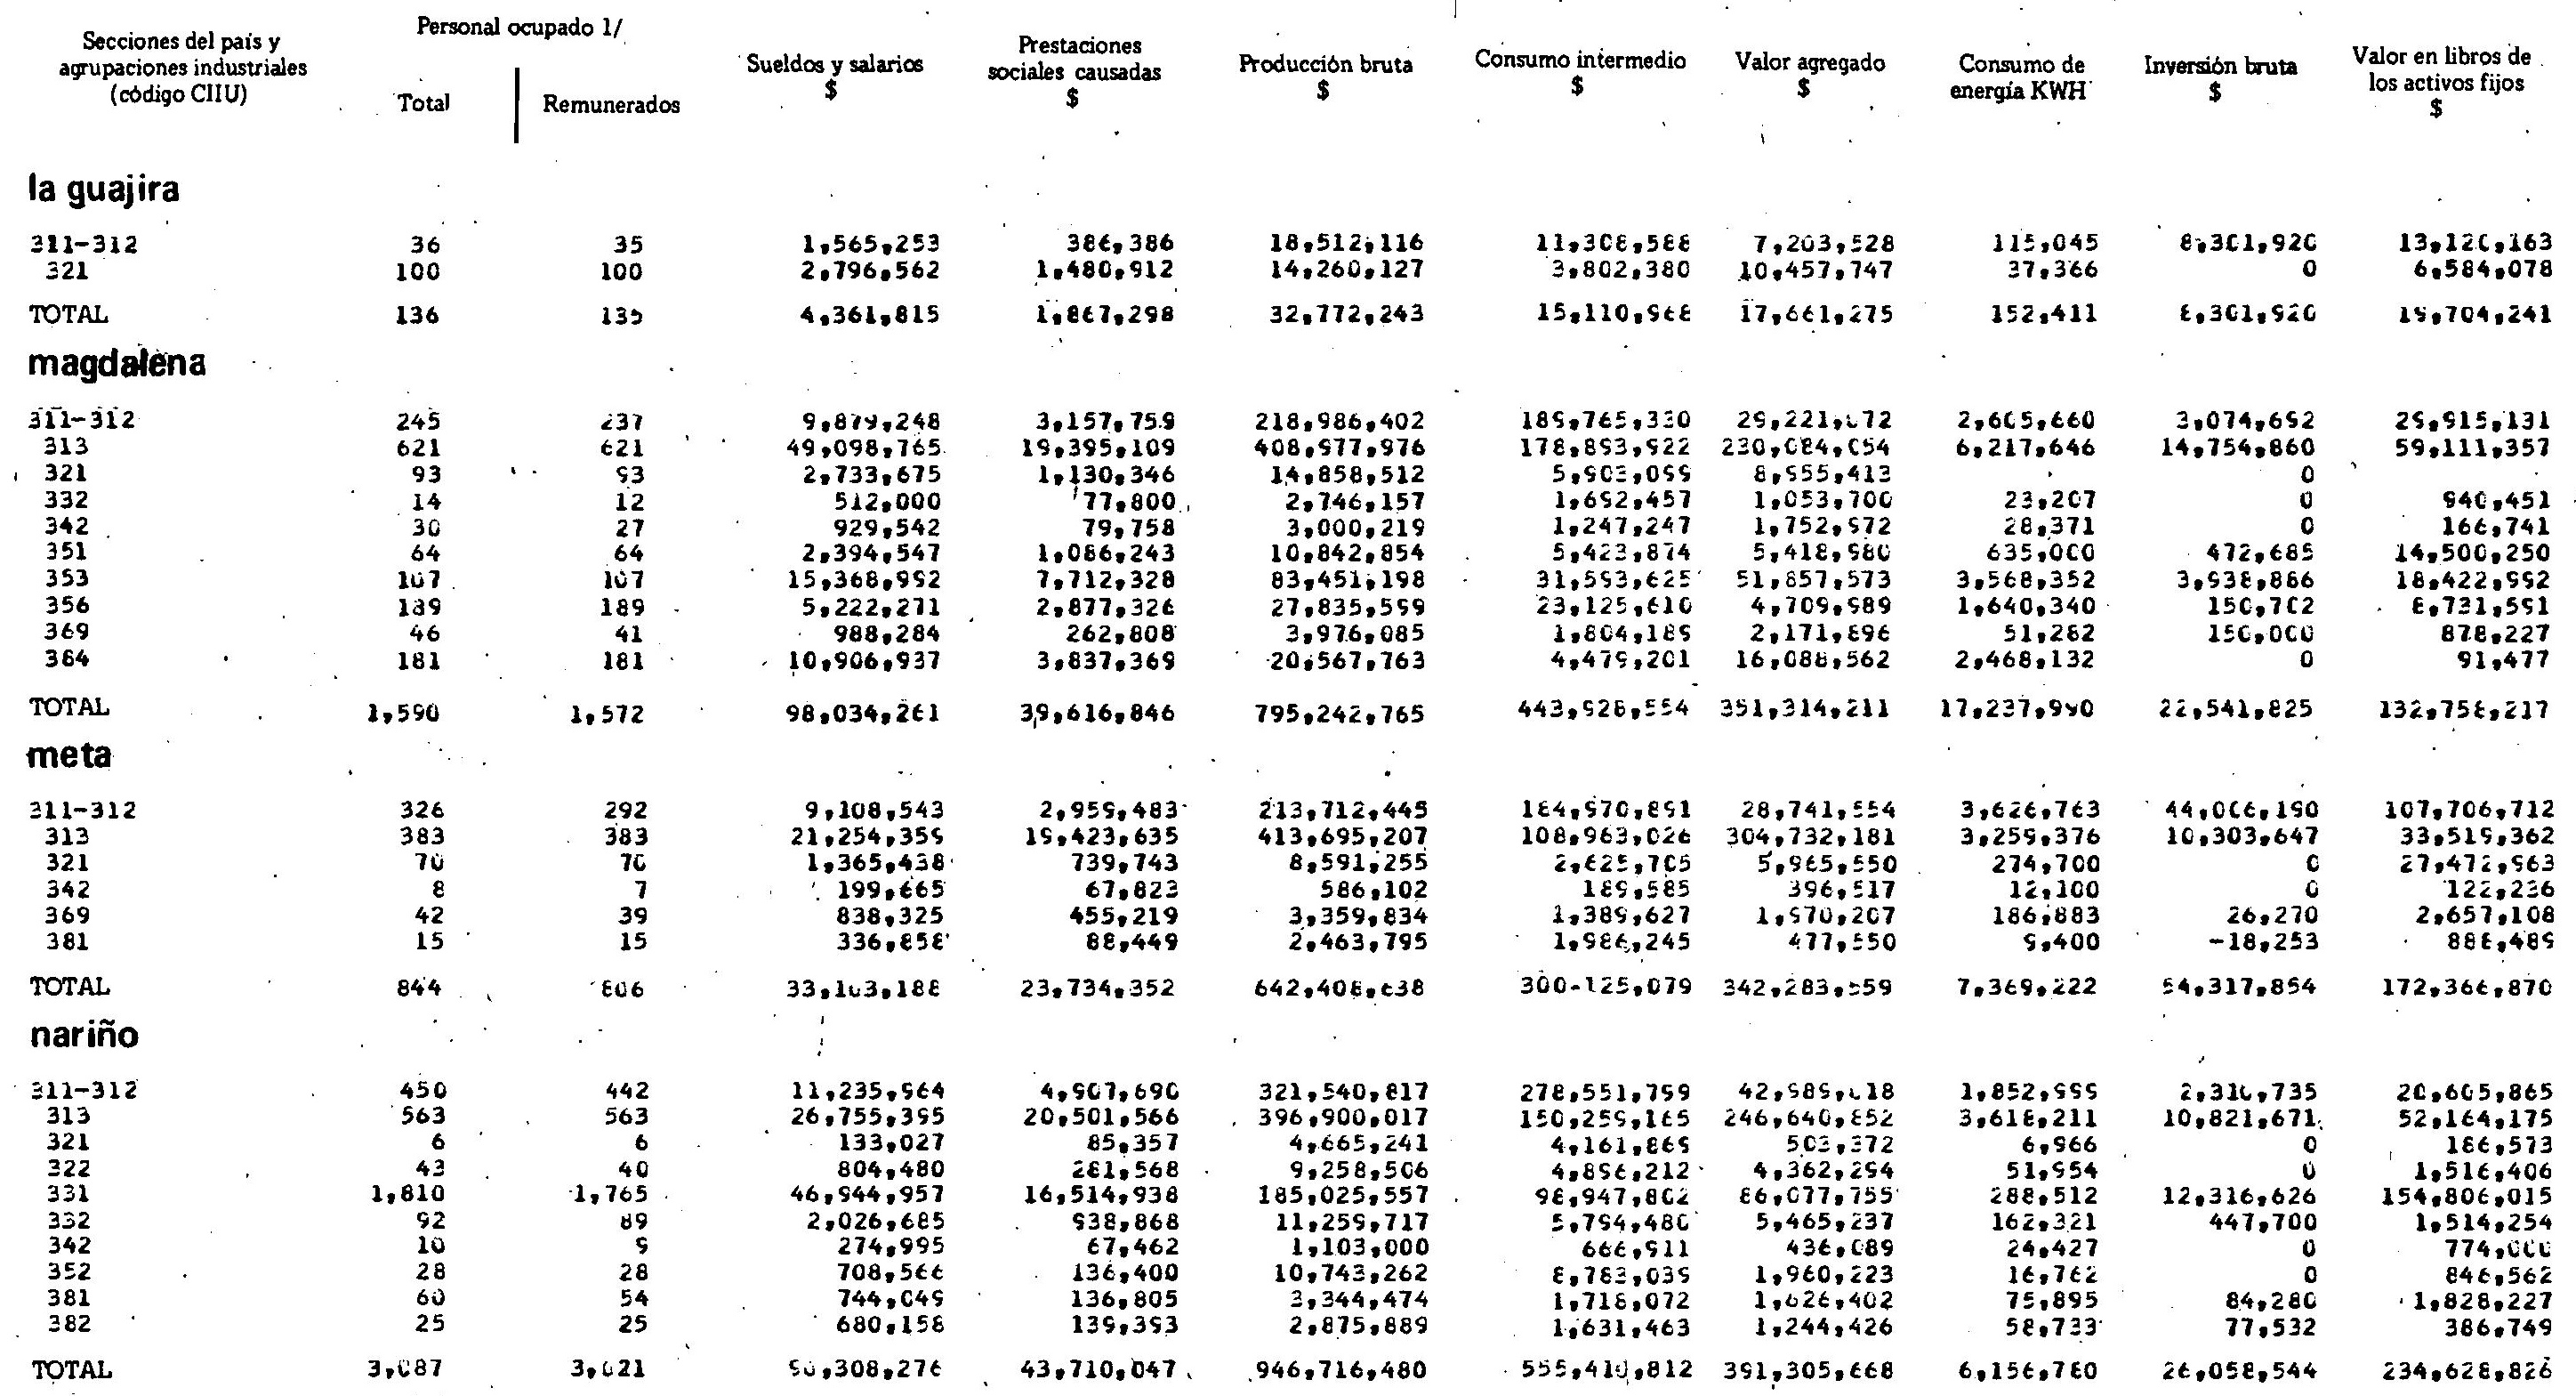 Secciones del país y
agrupaciones industriales
(código CIIU)
Personal ocupado 1/
Total Remunerados
Sueldos y salarios
$
Prestaciones
sociales causadas
$
Producción bruta
$
Consumo intermedio
$
Valor agregado
$
Consumo de
energía KWH
Inversión bruta
$
Valor en libros de
los activos fijos
$
la guajira
311-312 36 35 1,565,253 386,386 18,512,116 11,308,588 7,203,528 115,045 8,301,920 13,120,163
321 100 100 2,796,562 1,480,912 14,260,127 3,802,380 10,457,747 37,366 0 6,584,078
TOTAL 136 135 4,361,815 1,867,298 32,772,243 15,110,968 17,661,275 152,411 8,301,920 19,704,241
magdalena
311-312 245 237 9,879,248 3,157,759 218,986,402 189,765,330 29,221,072 2,605,660 3,074,692 29,915,131
313 621 621 49,098,765 19,395,109 408,977,976 178,893,922 230,084,054 6,217,646 14,754,860 59,111,357
321 93 93 2,733,675 1,130,346 14,858,512 5,903,099 8,955,413 0
332 14 12 512,000 77,800 2,746,157 1,692,457 1,053,700 23,207 0 940,451
342 30 27 929,542 79,758 3,000,219 1,247,247 1,752,972 28,371 0 166,741
351 64 64 2,394,547 1,086,243 10,842,854 5,423,874 5,418,980 635,000 472,685 14,500,250
353 107 107 15,368,992 7,712,328 83,451,198 31,593,625 51,857,573 3,568,352 3,938,886 18,422,992
356 189 189 5,222,271 2,877,326 27,835,599 23,125,610 4,709,989 1,640,340 150,702 8,731,591
369 46 41 988,284 262,808 3,976,085 1,804,189 2,171,896 51,282 150,000 878,227
384 181 181 10,906,937 3,837,369 20,567,763 4,479,201 16,088,562 2,468,132 0 91,477
TOTAL 1,590 1,572 98,034,261 39,616,846 795,242,765 443,928,554 351,314,211 17,237,990 22,541,825 132,758,217
meta
311-312 326 292 9,108,543 2,959,483 213,712,445 184,970,891 28,741,554 3,626,763 44,006,190 107,706,712
313 383 383 21,254,359 19,423,635 413,695,207 108,963,026 304,732,181 3,259,376 10,303,647 33,519,362
321 70 70 1,365,438 739,743 8,591,255 2,625,705 5,965,550 274,700 0 27,472,963
342 8 7 199,665 67,823 586,102 189,585 396,517 12,100 0 122,236
369 42 39 838,325 455,219 3,359,834 1,389,627 1,970,207 186,883 26,270 2,657,108
381 15 15 336,858 88,449 2,463,795 1,986,245 477,550 9,400 -18,253 888,489
TOTAL 844 806 33,103,188 23,734,352 642,408,638 300-125,079 342,283,559 7,369,222 54,317,854 172,366,870
nariño
311-312 450 442 11,235,964 4,907,690 321,540,817 278,551,799 42,989,018 1,852,999 2,310,735 20,605,865
313 563 563 26,755,395 20,501,566 396,900,017 150,259,165 246,640,852 3,618,211 10,821,671 52,164,175
321 6 6 133,027 85,357 4,665,241 4,161,869 503,372 6,966 0 186,573
322 43 40 804,480 281,568 9,258,506 4,896,212 4,362,294 51,954 0 1,516,406
331 1,810 1,765 46,944,957 16,514,938 185,025,557 98,947,802 86,077,755 288,512 12,316,626 154,806,015
332 92 89 2,026,685 938,868 11,259,717 5,794,480 5,465,237 162,321 447,700 1,514,254
342 10 9 274,995 67,462 1,103,000 666,911 436,089 24,427 0 774,000
352 28 28 708,566 136,400 10,743,262 8,783,039 1,960,223 16,762 0 846,562
381 60 54 744,049 136,805 3,344,474 1,718,072 1,626,402 75,895 84,280 1,828,227
382 25 25 680,158 139,393 2,875,889 1,631,463 1,244,426 58,733 77,532 386,749
TOTAL 3,087 3,021 90,308,276 43,710,047 946,716,480 555,410,812 391,305,668 6,156,780 26,058,544 234,628,826